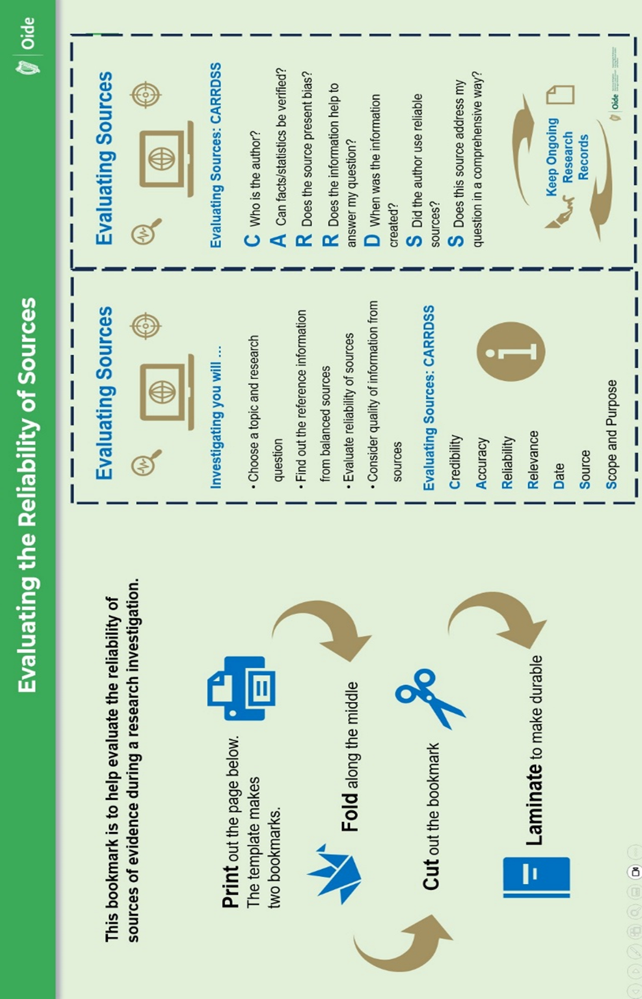 Evaluating the Reliability of Sources
Oide
This bookmark is to help evaluate the reliability of
sources of evidence during a research investigation.
Print out the page below.
The template makes
two bookmarks.
Fold along the middle
Cut out the bookmark
Laminate to make durable
Evaluating Sources
Investigating you will ...
• Choose a topic and research
question
• Find out the reference information
from balanced sources
• Evaluate reliability of sources
• Consider quality of information from
sources
Evaluating Sources: CARRDSS
Credibility
Accuracy
Reliability
Relevance
Date
Source
Scope and Purpose
Evaluating Sources
Evaluating Sources: CARRDSS
C Who is the author?
A Can facts/statistics be verified?
R Does the source present bias?
R Does the information help to
answer my question?
D When was the information
created?
S Did the author use reliable
sources?
S Does this source address my
question in a comprehensive way?
Keep Ongoing
Research
Records
Oide